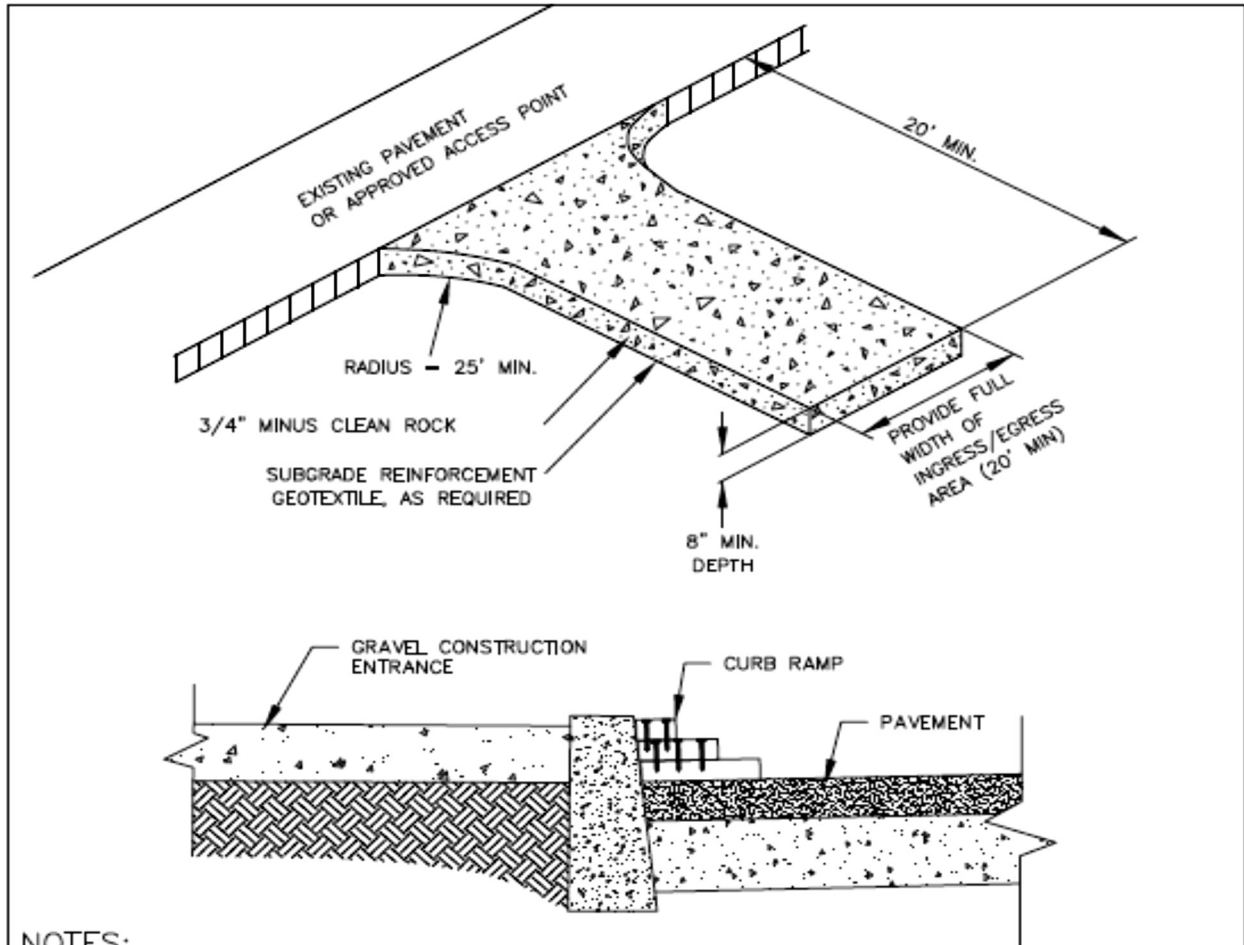 EXISTING PAVEMENT
OR APPROVED ACCESS POINT
20' MIN.
RADIUS - 25' MIN.
3/4" MINUS CLEAN ROCK
SUBGRADE REINFORCEMENT
GEOTEXTILE, AS REQUIRED
PROVIDE FULL
WIDTH OF
INGRESS/EGRESS
AREA (20' MIN)
8" MIN.
DEPTH
GRAVEL CONSTRUCTION
ENTRANCE
CURB RAMP
PAVEMENT
NOTES: